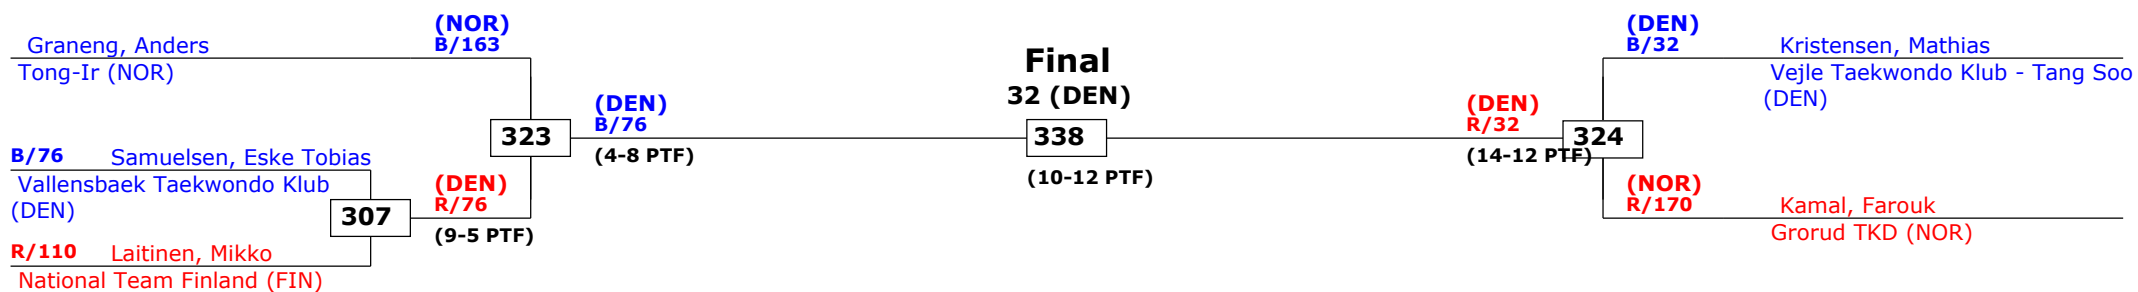 (NOR)
B/163
Graneng, Anders
Tong-Ir (NOR)
B/76 Samuelsen, Eske Tobias
Vallensbaek Taekwondo Klub
(DEN)
R/110 Laitinen, Mikko
National Team Finland (FIN)
307
(DEN)
R/76
(9-5 PTF)
323
(DEN)
B/76
(4-8 PTF)
Final
32 (DEN)
338
(10-12 PTF)
(DEN)
R/32
(14-12 PTF)
324
(DEN)
B/32
Kristensen, Mathias
Vejle Taekwondo Klub - Tang Soo
(DEN)
(NOR)
R/170
Kamal, Farouk
Grorud TKD (NOR)